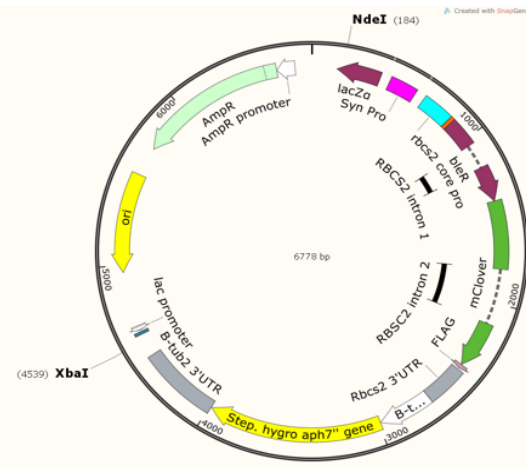 Created with SnapGen
NdeI (184)
lacZα
Syn Pro
rbcs2 core pro
bleR
1000
RBCS2 intron 1
6778 bp
RBSC2 intron 2
mClover
2000
FLAG
Rbcs2 3'UTR
B-t...
3000
Step. hygro aph7" gene
4000
B-tub2 3'UTR
lac promoter
(4539) XbaI
5000
ori
6000
AmpR
AmpR promoter